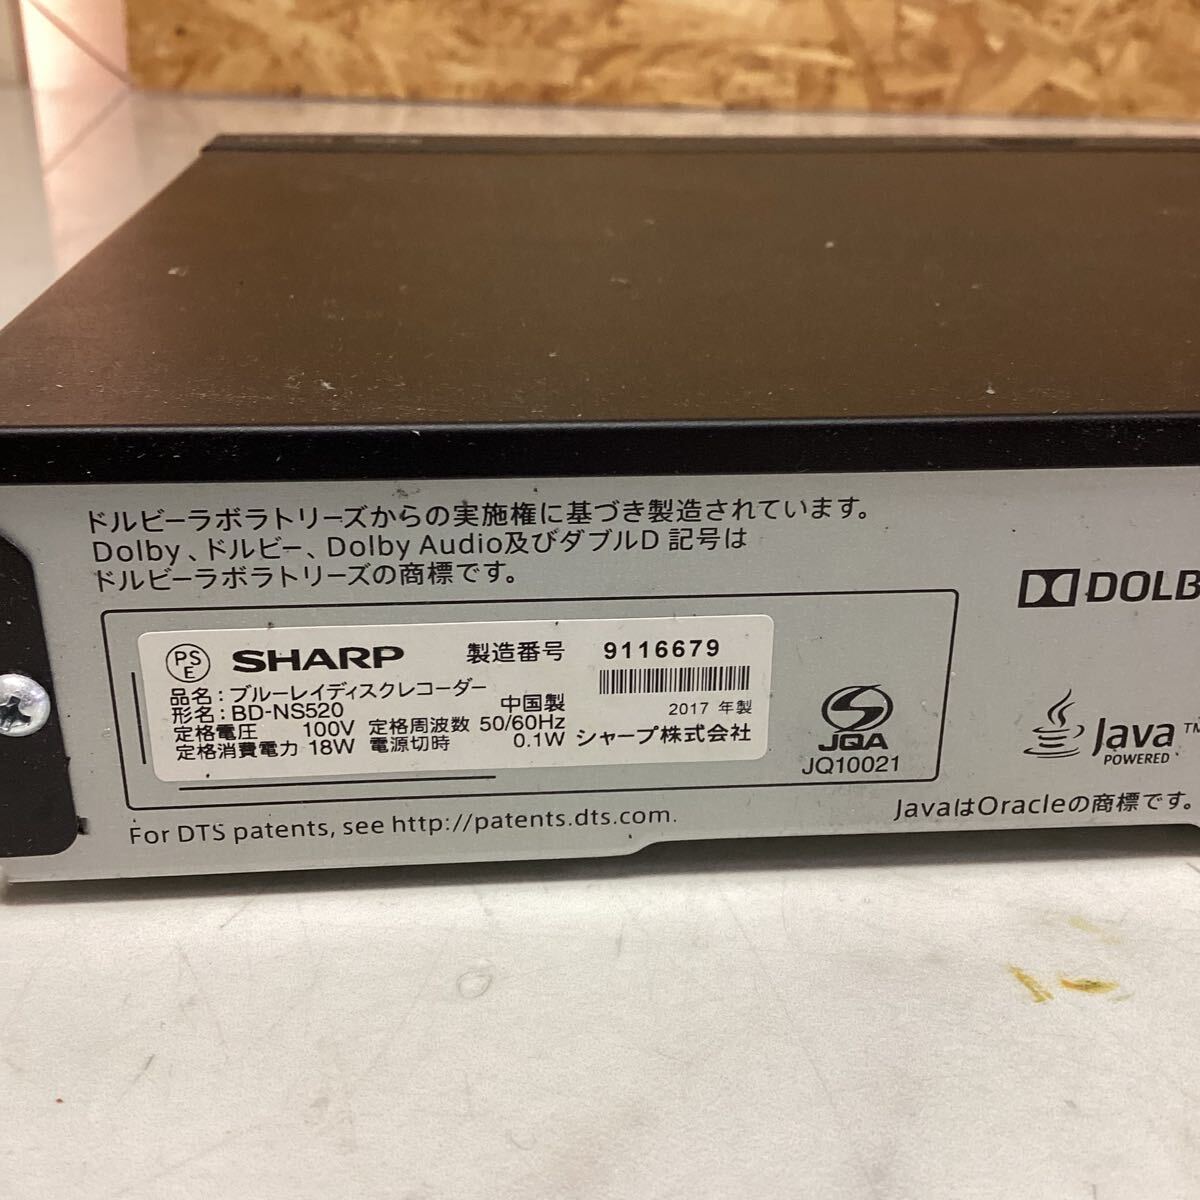 ドルビーラボラトリーズからの実施権に基づき製造されています。
Dolby、ドルビー、Dolby Audio及びダブルD 記号は
ドルビーラボラトリーズの商標です。
DOLB
PS
E
SHARP
製造番号 9116679
品名：ブルーレイディスクレコーダー
形名：BD-NS520
中国製
2017 年製
定格電圧 100V 定格周波数 50/60Hz
定格消費電力 18W 電源切時 0.1W シャープ株式会社
JQA
JQ10021
Java™
POWERED
JavaはOracleの商標です。
For DTS patents, see http://patents.dts.com.